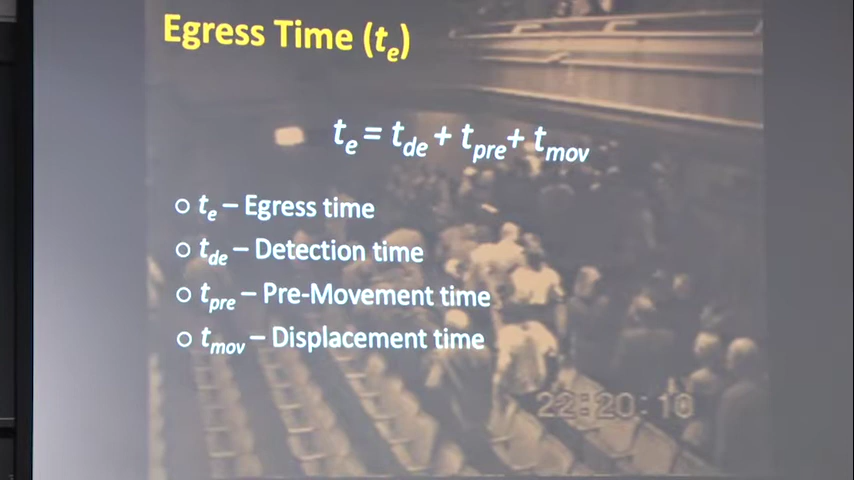 Egress Time (te)
te = tde + tpre + tmov
te – Egress time
tde – Detection time
tpre – Pre-Movement time
tmov – Displacement time
22:20:10